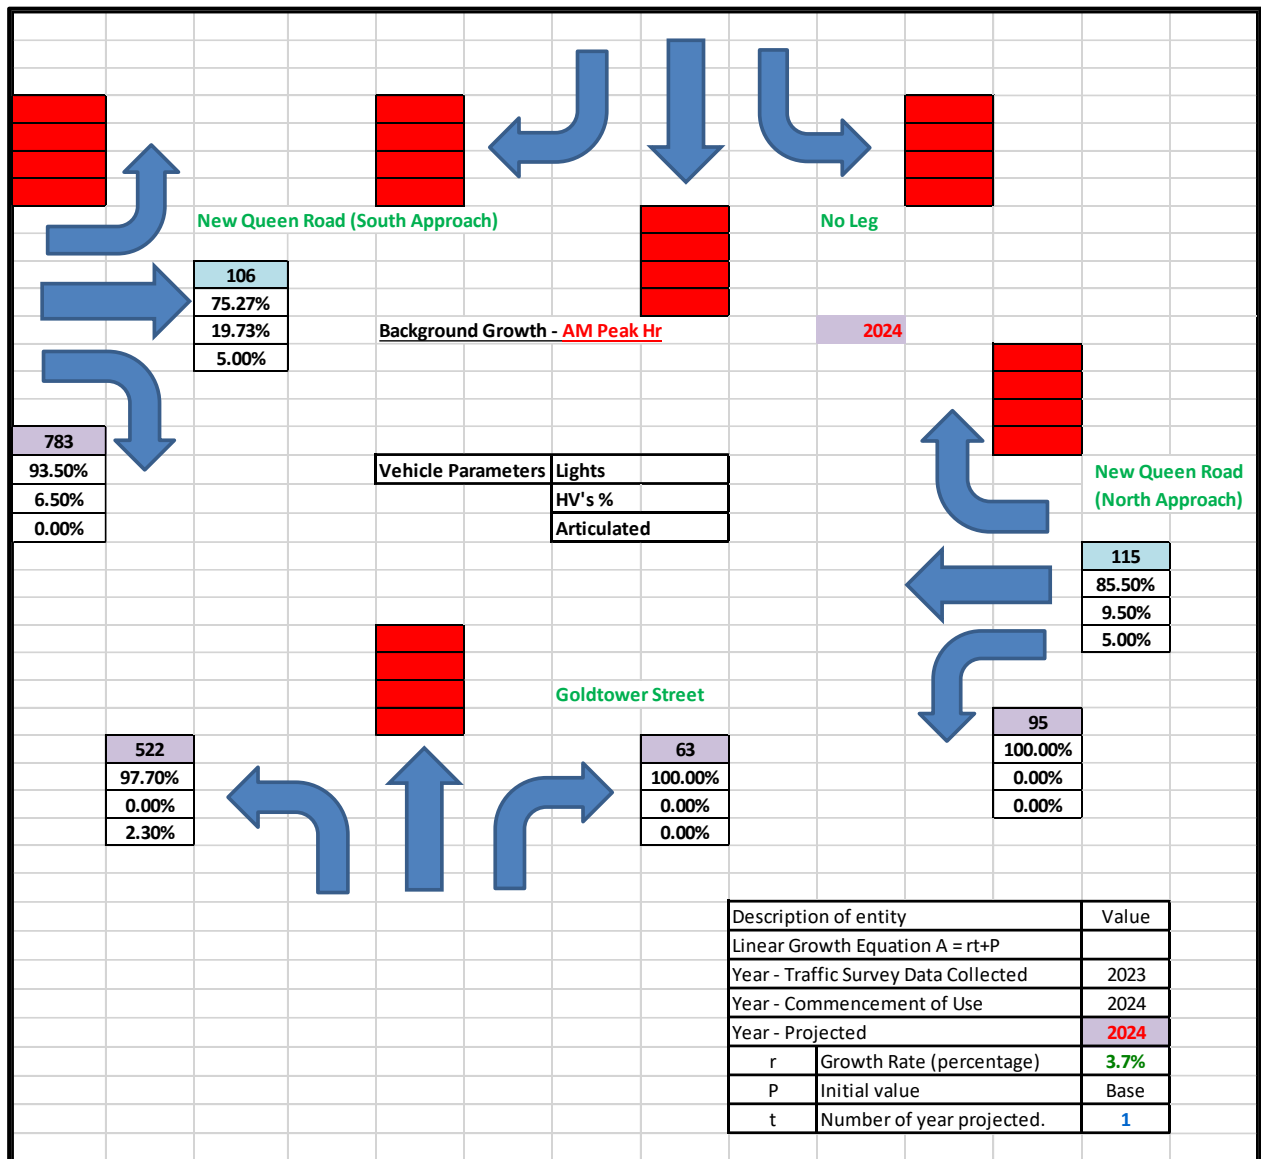 New Queen Road (South Approach)
No Leg
106
75.27%
19.73%
5.00%
Background Growth - AM Peak Hr
2024
783
93.50%
6.50%
0.00%
Vehicle Parameters Lights
HV's %
Articulated
New Queen Road
(North Approach)
115
85.50%
9.50%
5.00%
Goldtower Street
95
100.00%
0.00%
0.00%
522
97.70%
0.00%
2.30%
63
100.00%
0.00%
0.00%
Description of entity Value
Linear Growth Equation A = rt+P
Year - Traffic Survey Data Collected 2023
Year - Commencement of Use 2024
Year - Projected 2024
r Growth Rate (percentage) 3.7%
P Initial value Base
t Number of year projected. 1